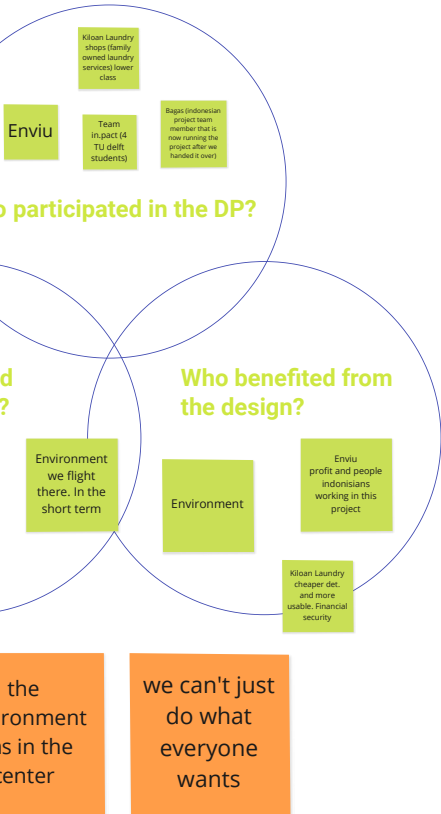 Kiloan Laundry
shops (family
owned laundry
services) lower
class
Enviu
Team
in.pact (4
TU delft
students)
Bagas (indonesian
project team
member that is
now running the
project after we
handed it over)
participated in the DP?
Who benefited from
the design?
?
Environment
we flight
there. In the
short term
Environment
Enviu
profit and people
indonisians
working in this
project
Kiloan Laundry
cheaper det.
and more
usable. Financial
security
the
in the
we can't just
do what
everyone
wants